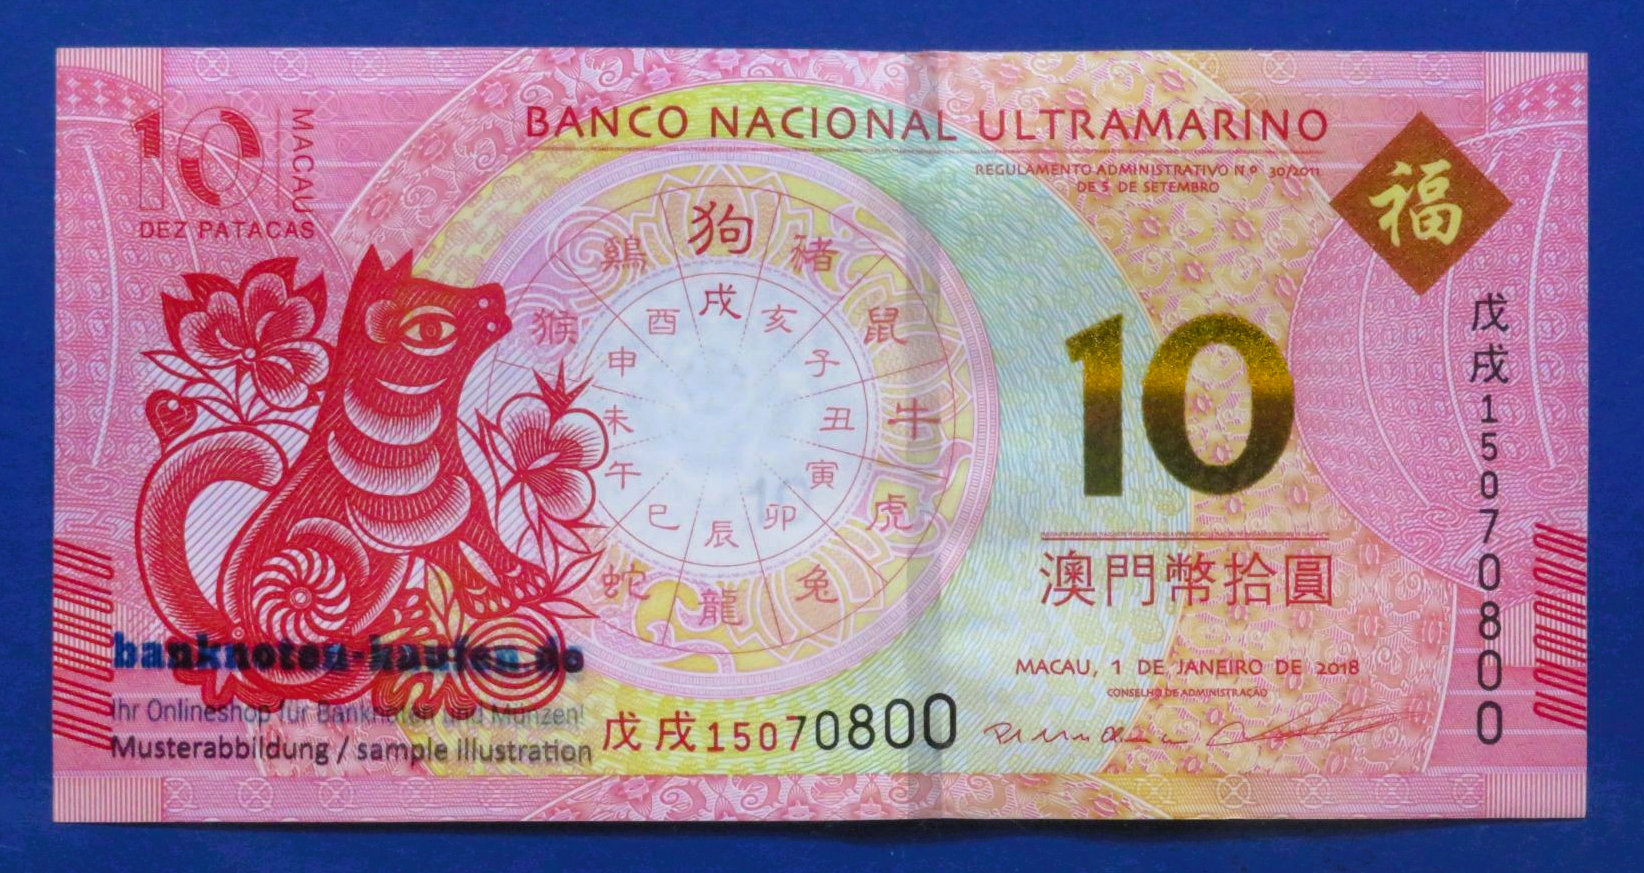 10
MACAU
DEZ PATACAS
BANCO NACIONAL ULTRAMARINO
REGULAMENTO ADMINISTRATIVO N º 30/2011
DE 5 DE SETEMBRO
福
狗
豬
鼠
牛
虎
兔
龍
蛇
猴
鷄
戌
亥
子
丑
寅
卯
辰
巳
午
未
申
酉
10
澳門幣拾圓
MACAU, 1 DE JANEIRO DE 2018
CONSELHO DE ADMINISTRAÇÃO
戊戌15070800
戊戌15070800
banknoten-kaufen.de
Ihr Onlineshop für Banknoten und Münzen!
Musterabbildung / sample illustration